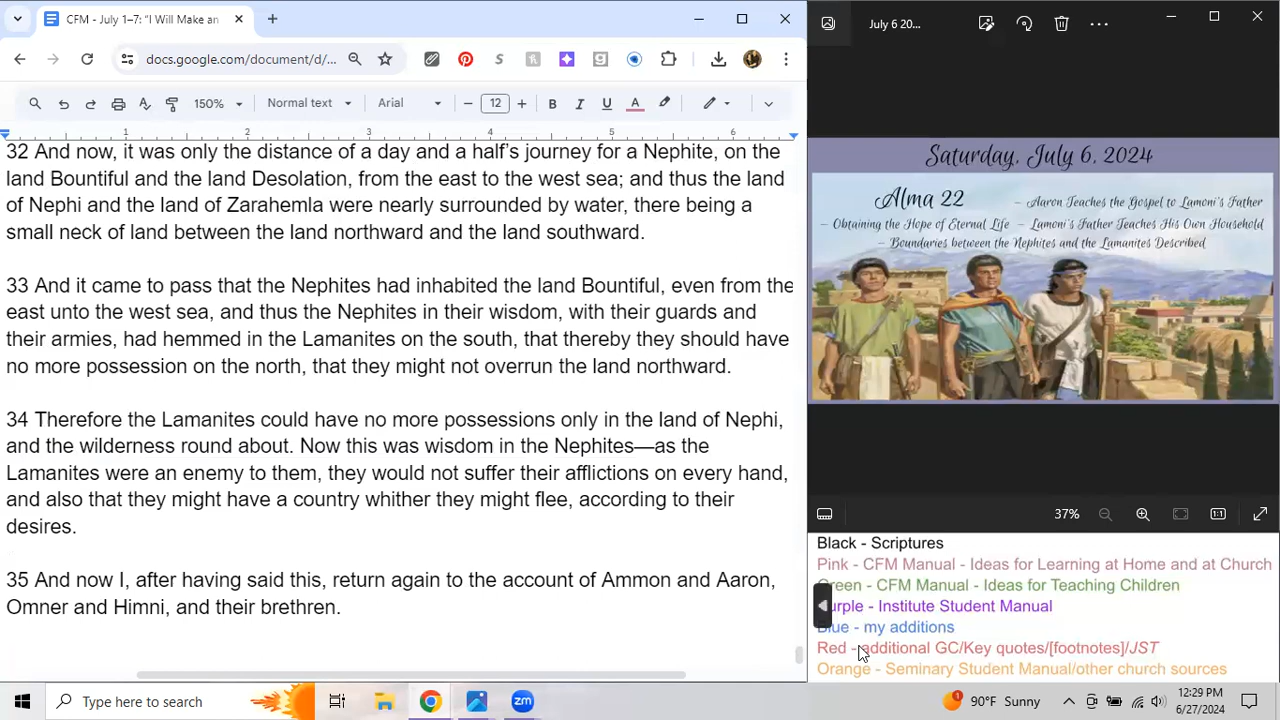 CFM - July 1–7: "I Will Make an
July 6 20...
docs.google.com/document/d/...
150%
Normal text
Arial
12
B
I
U
A
1
2
3
4
5
6
32 And now, it was only the distance of a day and a half's journey for a Nephite, on the
land Bountiful and the land Desolation, from the east to the west sea; and thus the land
of Nephi and the land of Zarahemla were nearly surrounded by water, there being a
small neck of land between the land northward and the land southward.
33 And it came to pass that the Nephites had inhabited the land Bountiful, even from the
east unto the west sea, and thus the Nephites in their wisdom, with their guards and
their armies, had hemmed in the Lamanites on the south, that thereby they should have
no more possession on the north, that they might not overrun the land northward.
34 Therefore the Lamanites could have no more possessions only in the land of Nephi,
and the wilderness round about. Now this was wisdom in the Nephites—as the
Lamanites were an enemy to them, they would not suffer their afflictions on every hand,
and also that they might have a country whither they might flee, according to their
desires.
35 And now I, after having said this, return again to the account of Ammon and Aaron,
Omner and Himni, and their brethren.
Saturday, July 6, 2024
Alma 22 – Aaron Teaches the Gospel to Lamoni's Father
– Obtaining the Hope of Eternal Life – Lamoni's Father Teaches His Own Household
– Boundaries between the Nephites and the Lamanites Described
37%
1:1
Black - Scriptures
Pink - CFM Manual - Ideas for Learning at Home and at Church
Green - CFM Manual - Ideas for Teaching Children
urple - Institute Student Manual
Blue - my additions
Red - additional GC/Key quotes/[footnotes]/JST
Orange - Seminary Student Manual/other church sources
Type here to search
zm
1
90°F Sunny
12:29 PM
6/27/2024